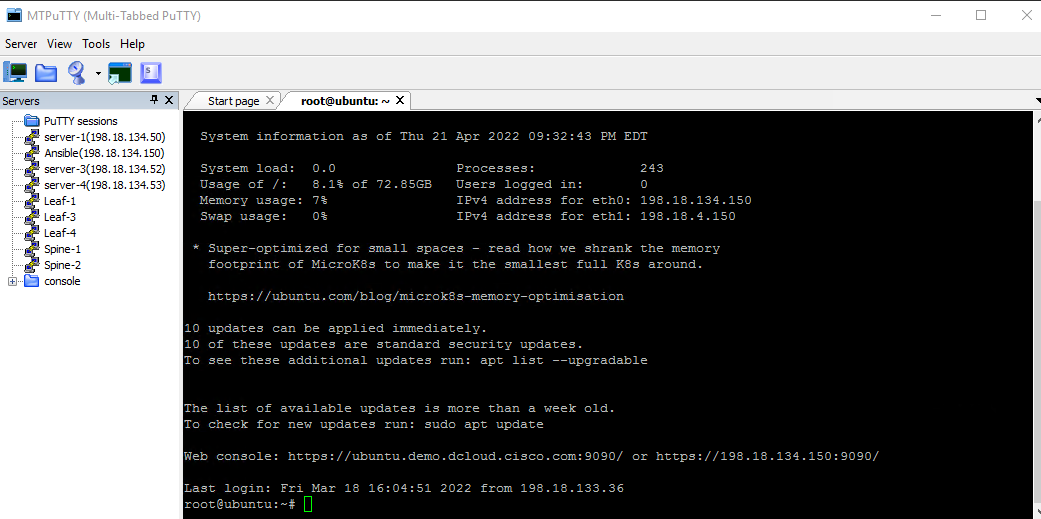 MTPuTTY (Multi-Tabbed PuTTY)
Server View Tools Help
Servers
Start page
root@ubuntu: ~
PuTTY sessions
server-1(198.18.134.50)
Ansible(198.18.134.150)
server-3(198.18.134.52)
server-4(198.18.134.53)
Leaf-1
Leaf-3
Leaf-4
Spine-1
Spine-2
console
System information as of Thu 21 Apr 2022 09:32:43 PM EDT
System load: 0.0 Processes: 243
Usage of /: 8.1% of 72.85GB Users logged in: 0
Memory usage: 7% IPv4 address for eth0: 198.18.134.150
Swap usage: 0% IPv4 address for eth1: 198.18.4.150
* Super-optimized for small spaces - read how we shrank the memory
footprint of MicroK8s to make it the smallest full K8s around.
https://ubuntu.com/blog/microk8s-memory-optimisation
10 updates can be applied immediately.
10 of these updates are standard security updates.
To see these additional updates run: apt list --upgradable
The list of available updates is more than a week old.
To check for new updates run: sudo apt update
Web console: https://ubuntu.demo.dcloud.cisco.com:9090/ or https://198.18.134.150:9090/
Last login: Fri Mar 18 16:04:51 2022 from 198.18.133.36
root@ubuntu:~#